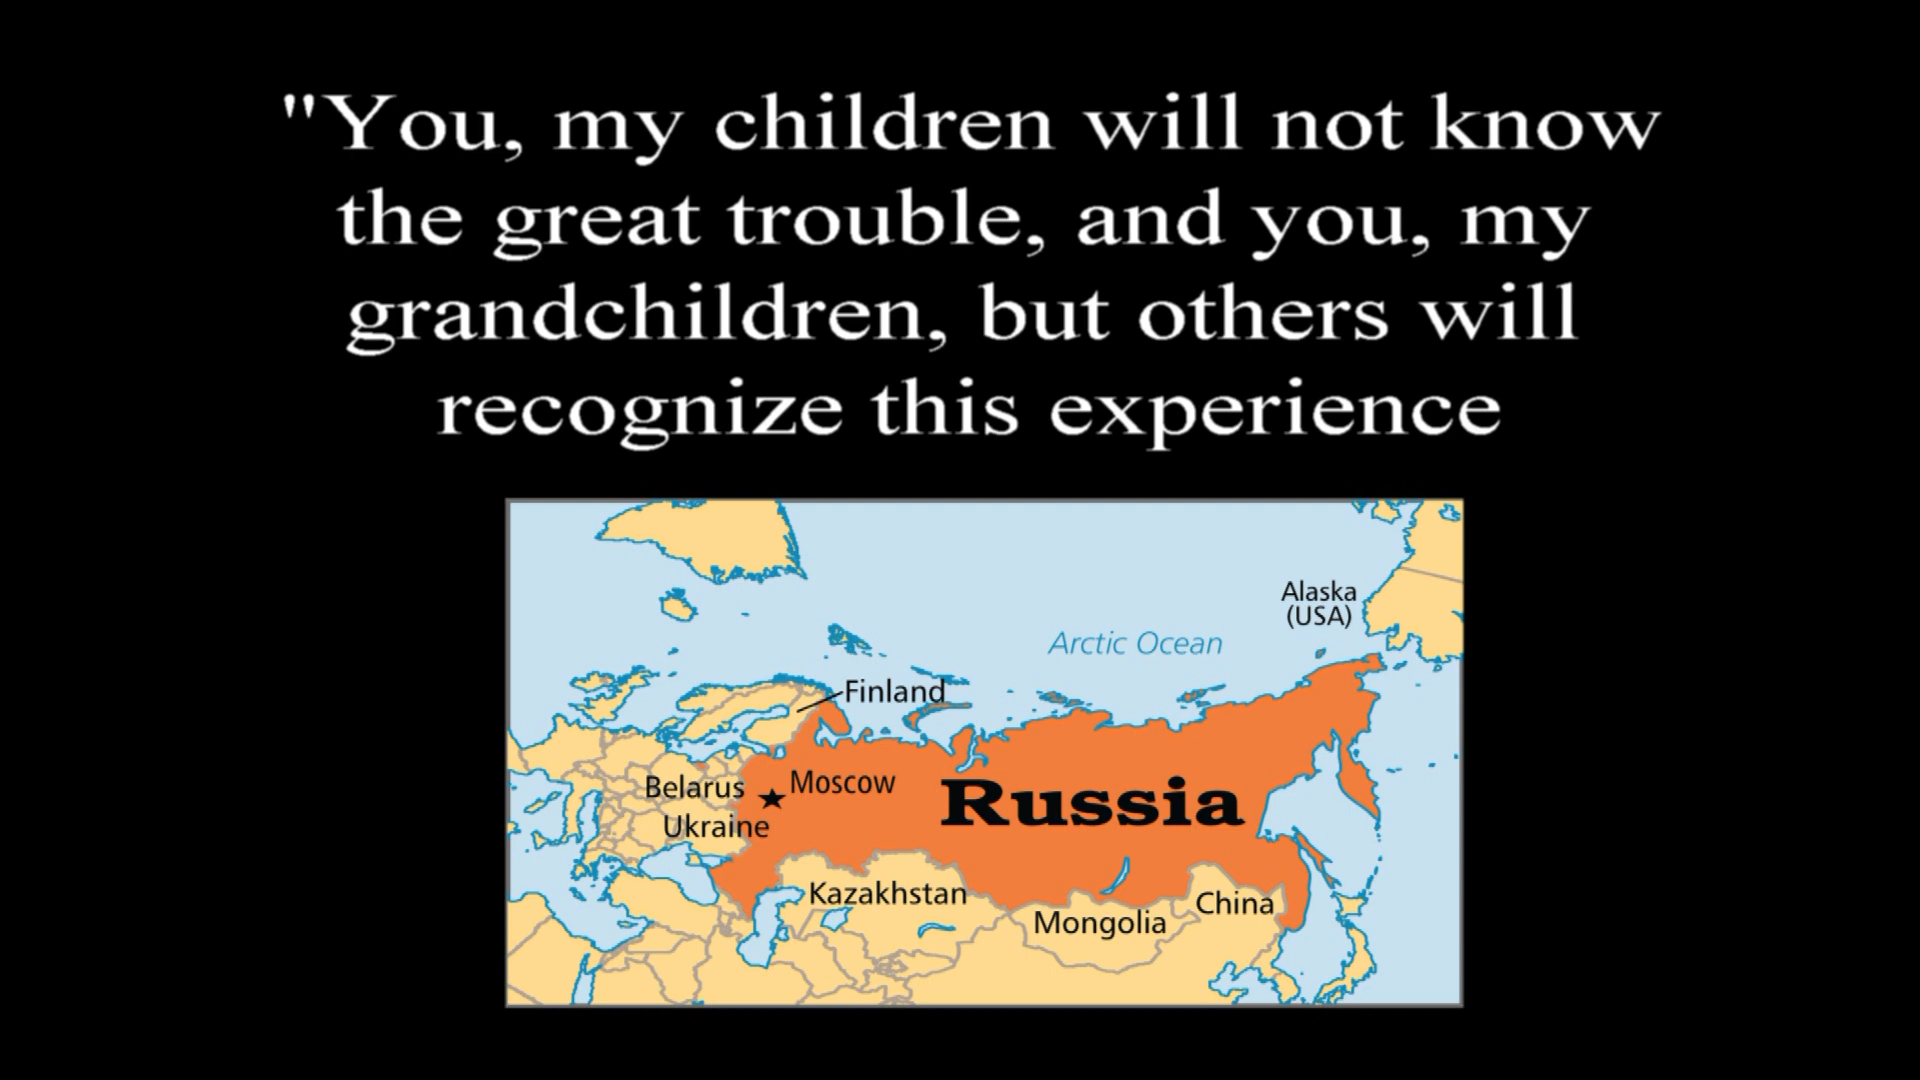 "You, my children will not know
the great trouble, and you, my
grandchildren, but others will
recognize this experience
Alaska
(USA)
Arctic Ocean
Finland
Moscow
Belarus
Russia
Ukraine
Kazakhstan
China
Mongolia